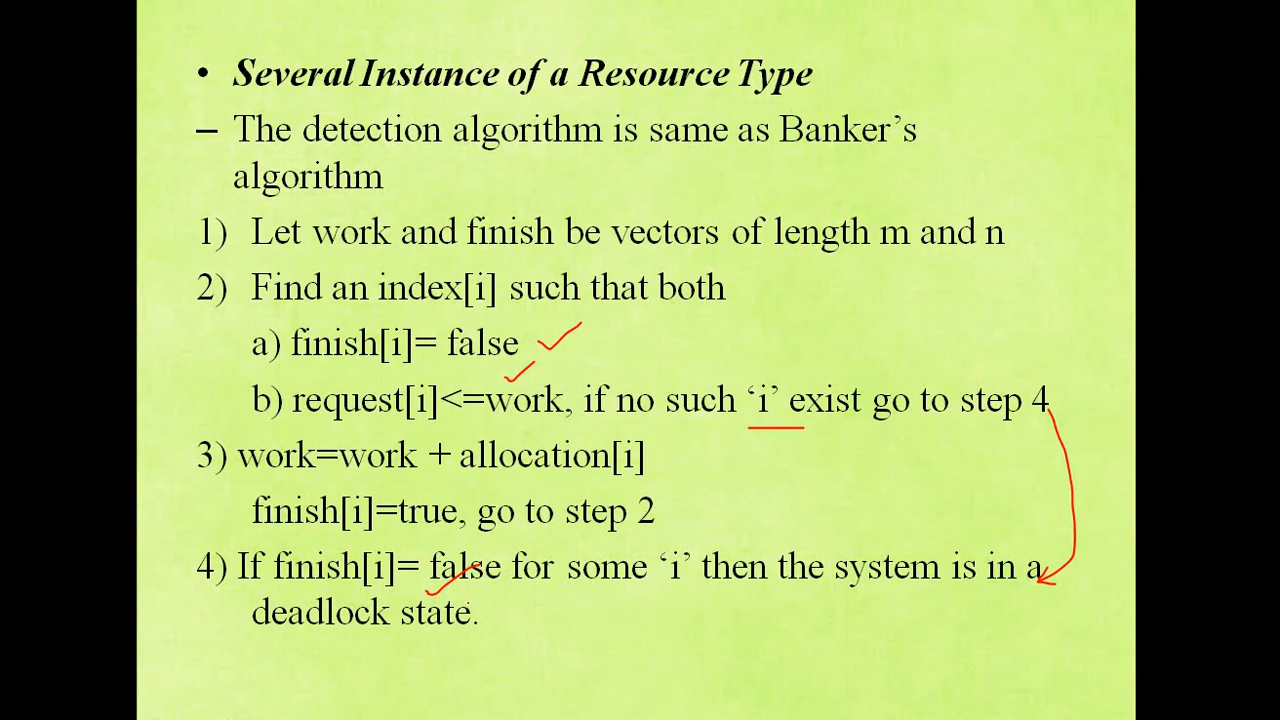 • Several Instance of a Resource Type
– The detection algorithm is same as Banker’s
algorithm
1) Let work and finish be vectors of length m and n
2) Find an index[i] such that both
a) finish[i]= false
b) request[i]<=work, if no such ‘i’ exist go to step 4
3) work=work + allocation[i]
finish[i]=true, go to step 2
4) If finish[i]= false for some ‘i’ then the system is in a
deadlock state.